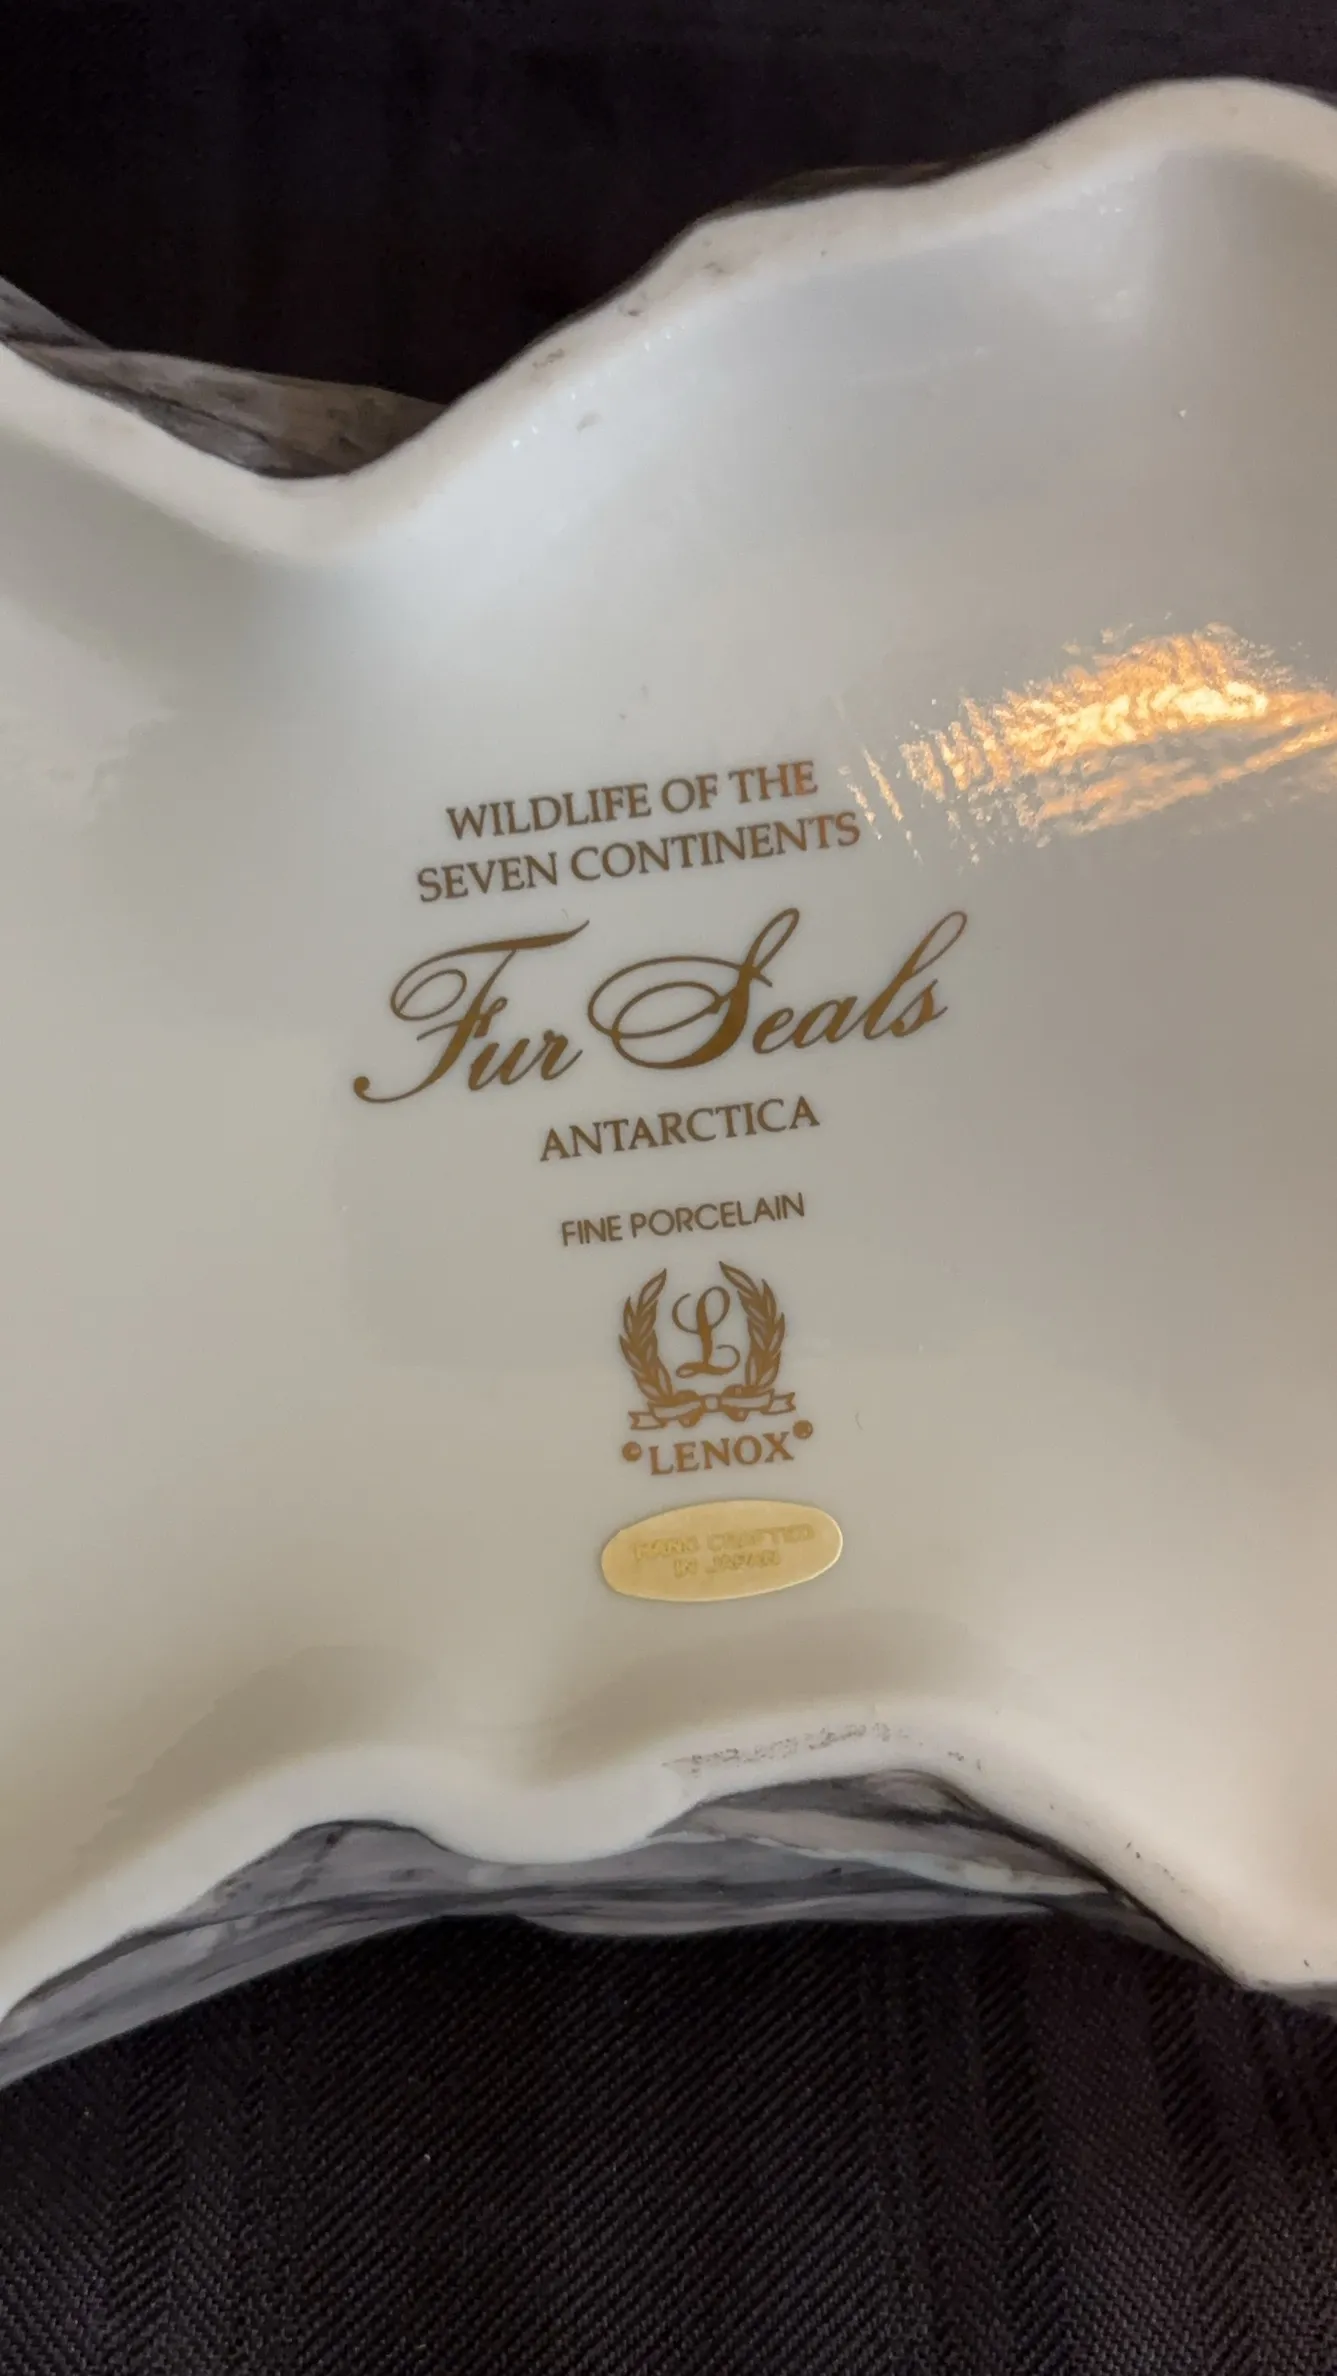 WILDLIFE OF THE
SEVEN CONTINENTS
Fur Seals
ANTARCTICA
FINE PORCELAIN
L
©LENOX®
HAND CRAFTED
IN JAPAN